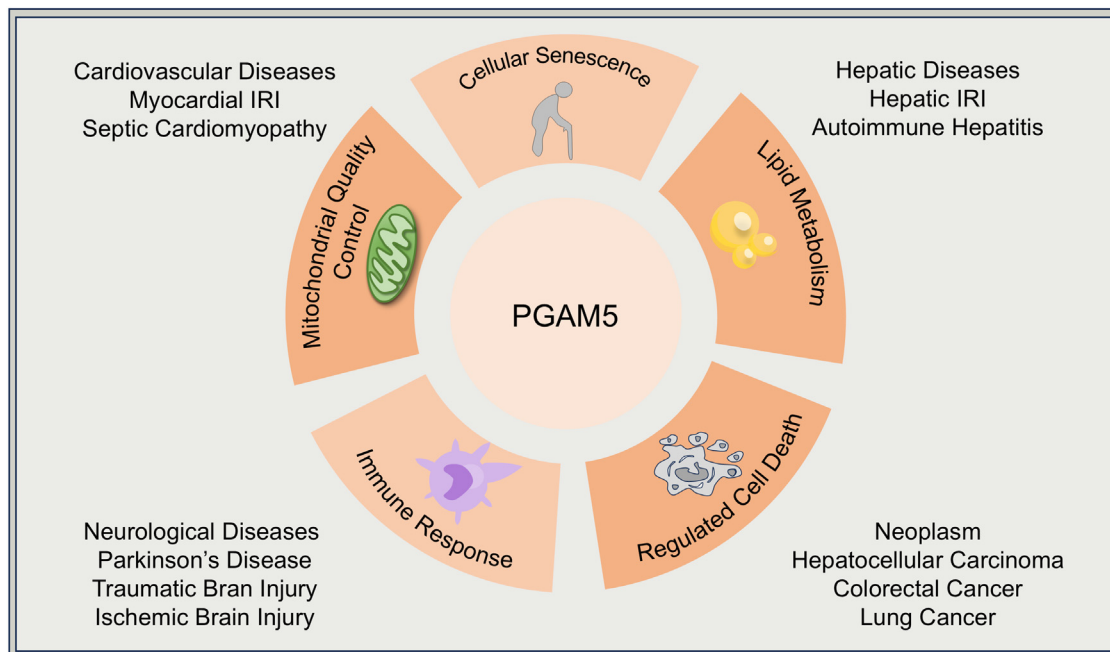 Cardiovascular Diseases
Myocardial IRI
Septic Cardiomyopathy
Cellular Senescence
Hepatic Diseases
Hepatic IRI
Autoimmune Hepatitis
Mitochondrial Quality
Control
Lipid Metabolism
PGAM5
Immune Response
Regulated Cell Death
Neurological Diseases
Parkinson’s Disease
Traumatic Bran Injury
Ischemic Brain Injury
Neoplasm
Hepatocellular Carcinoma
Colorectal Cancer
Lung Cancer